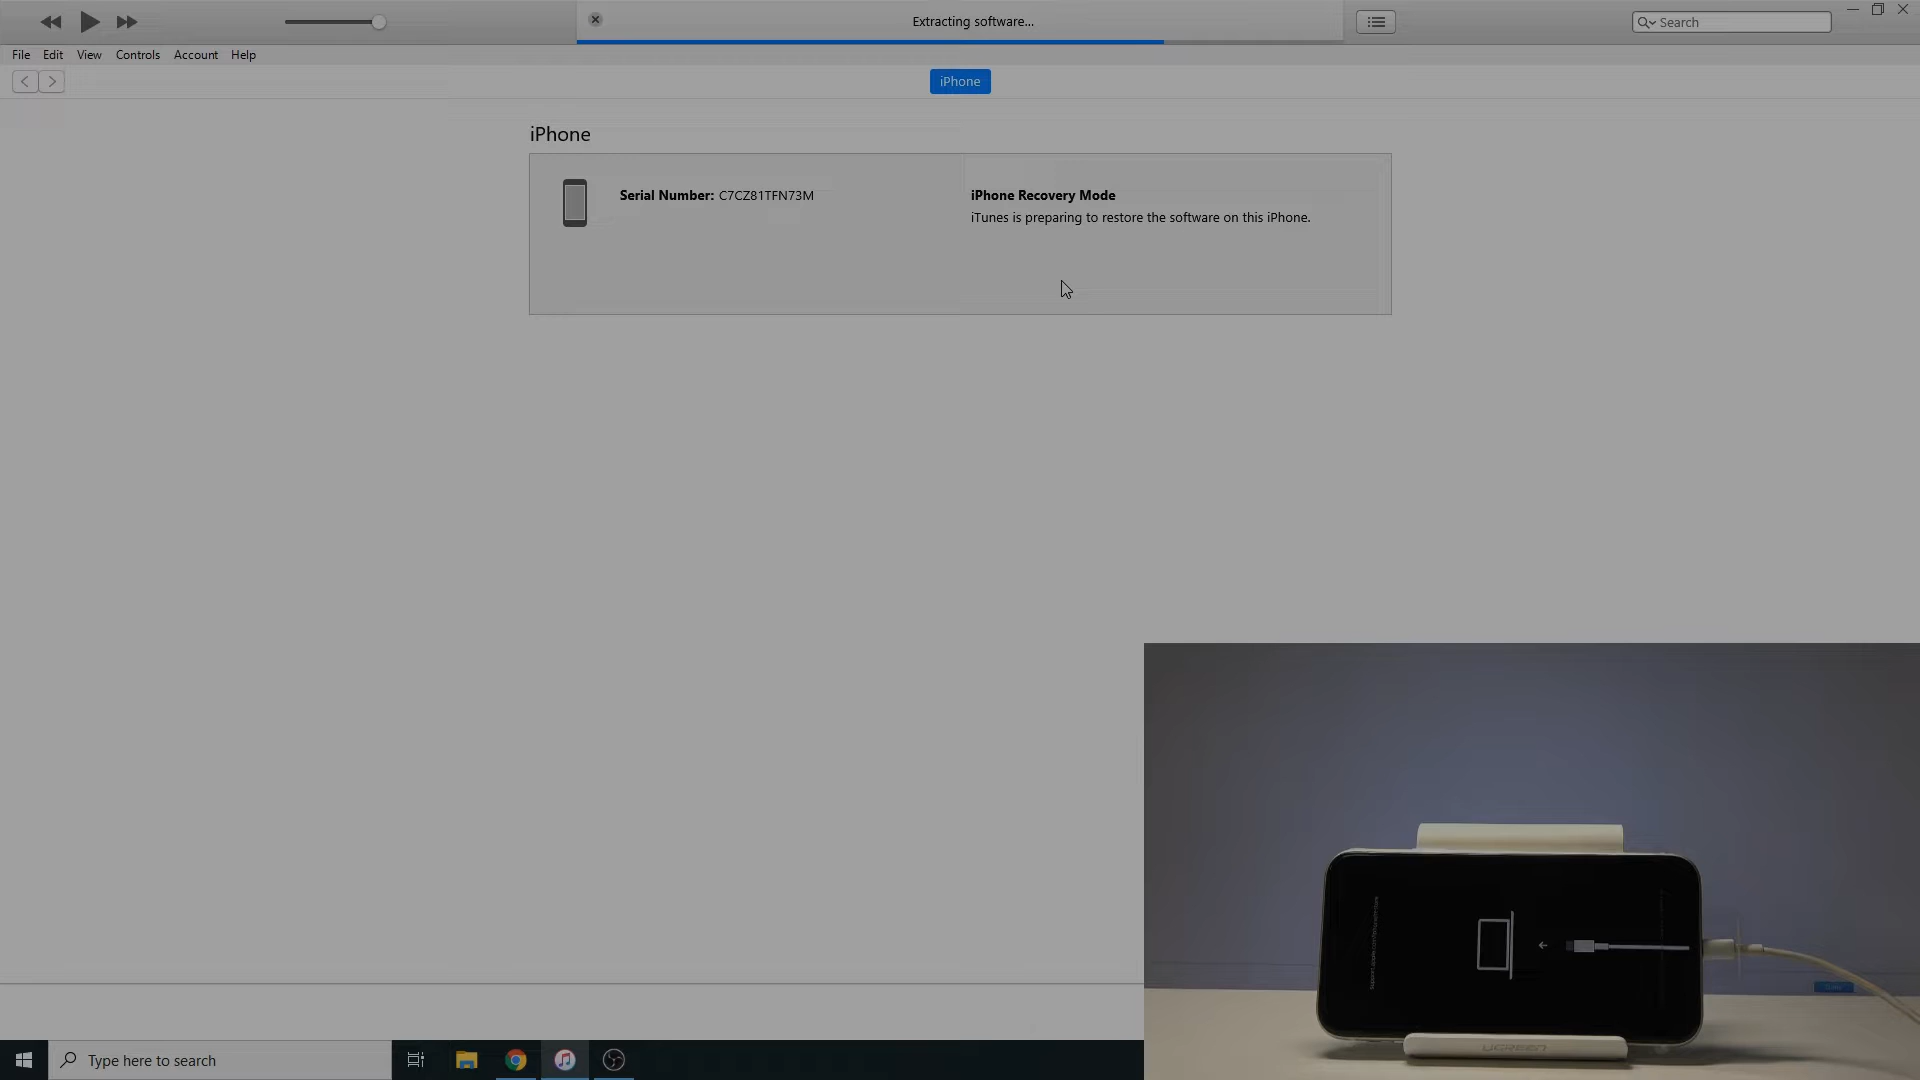 Extracting software...
Search
File Edit View Controls Account Help
iPhone
iPhone
Serial Number: C7CZ81TFN73M
iPhone Recovery Mode
iTunes is preparing to restore the software on this iPhone.
UGREEN
Type here to search